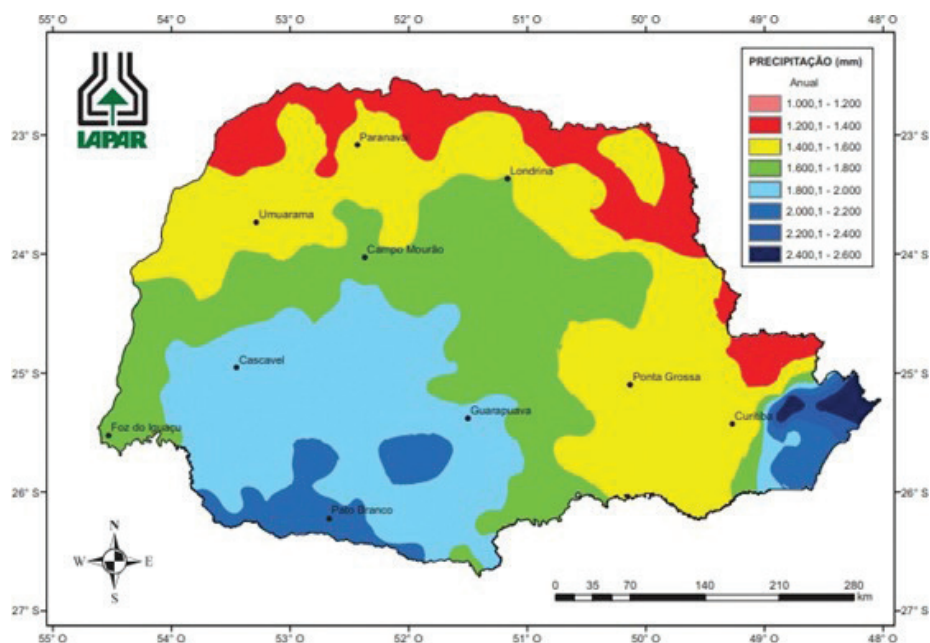 55° O 54° O 53° O 52° O 51° O 50° O 49° O 48° O
IAPAR
PRECIPITAÇÃO (mm)
Anual
1.000,1 - 1.200
1.200,1 - 1.400
1.400,1 - 1.600
1.600,1 - 1.800
1.800,1 - 2.000
2.000,1 - 2.200
2.200,1 - 2.400
2.400,1 - 2.600
23° S 23° S
Paranavaí
Londrina
Umuarama
24° S 24° S
Campo Mourão
Cascavel
25° S 25° S
Ponta Grossa
Guarapuava
Curitiba
Foz do Iguaçu
26° S 26° S
Pato Branco
N
W E
S
0 35 70 140 210 280
km
27° S 27° S
55° O 54° O 53° O 52° O 51° O 50° O 49° O 48° O